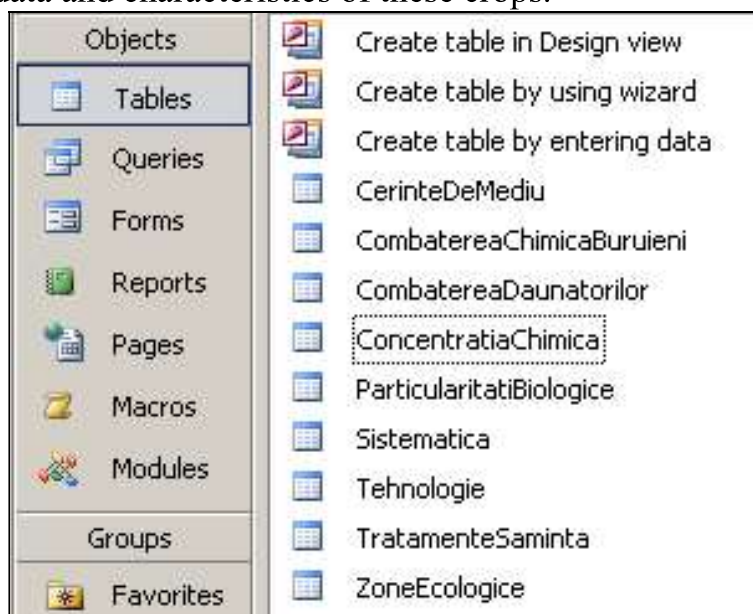 data and characteristics of these crops.
Objects
Tables
Queries
Forms
Reports
Pages
Macros
Modules
Groups
Favorites
Create table in Design view
Create table by using wizard
Create table by entering data
CerinteDeMediu
CombatereaChimicaBuruieni
CombatereaDaunatorilor
ConcentratiaChimica
ParticularitatiBiologice
Sistematica
Tehnologie
TratamenteSaminta
ZoneEcologice